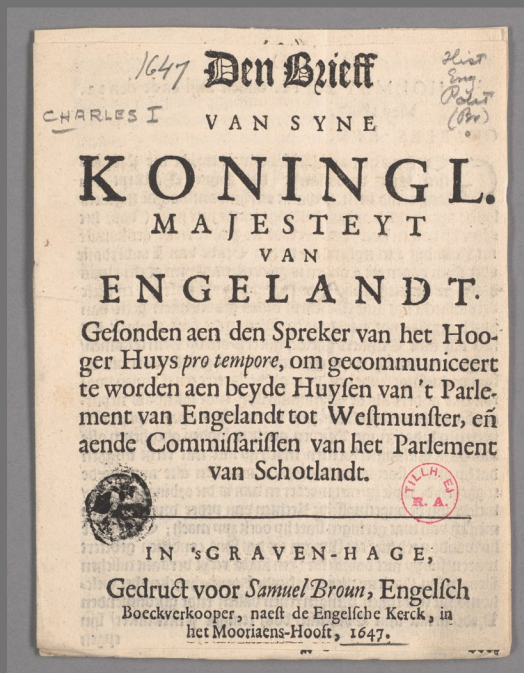 1647
Den Brieff
CHARLES I
Hist
Eng.
Polit
(Br)
VAN SYNE
KONINGL.
MAJESTEYT
VAN
ENGELANDT.
Geſonden aen den Spreker van het Hoo-
ger Huys pro tempore, om gecommuniceert
te worden aen beyde Huyſen van 't Parle-
ment van Engelandt tot Weſtmunſter, eñ
aende Commiſſariſſen van het Parlement
van Schotlandt.
TILLB. EJ.
R. A.
IN 'sGRAVEN-HAGE,
Gedruct voor Samuel Broun, Engelſch
Boeckverkooper, naeſt de Engelſche Kerck, in
het Mooriaens-Hooft, 1647.